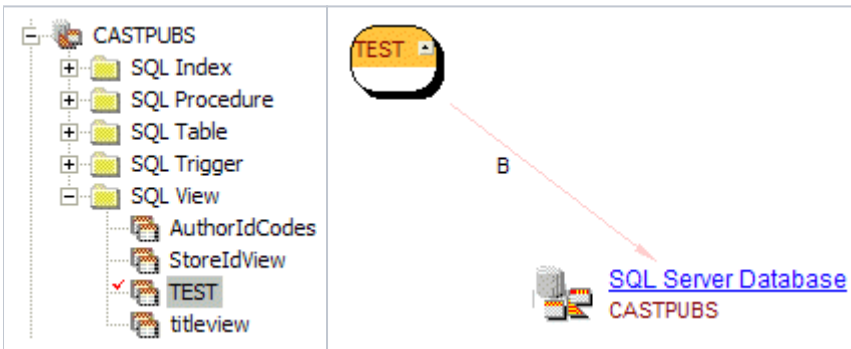 CASTPUBS
SQL Index
SQL Procedure
SQL Table
SQL Trigger
SQL View
AuthorIdCodes
StoreIdView
TEST
titleview
TEST
B
SQL Server Database
CASTPUBS